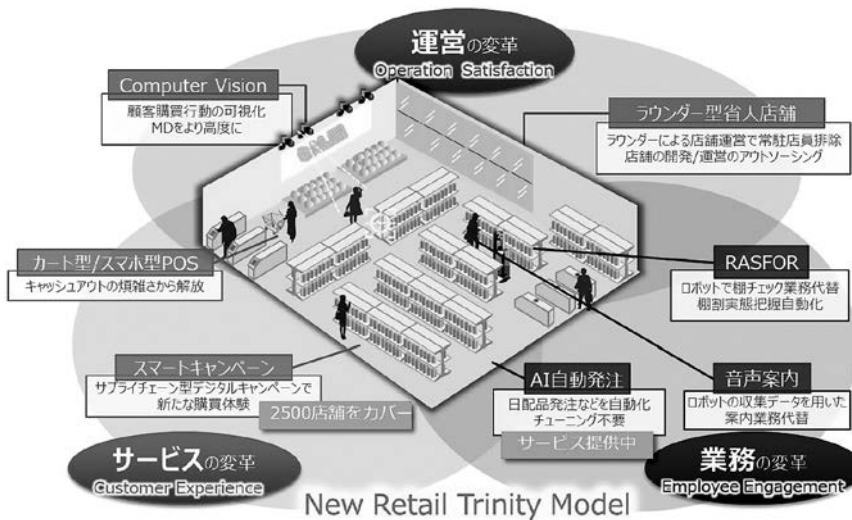 運営の変革
Operation Satisfaction
Computer Vision
顧客購買行動の可視化
MDをより高度に
ラウンダー型省人店舗
ラウンダーによる店舗運営で常駐店員排除
店舗の開発/運営のアウトソーシング
カート型/スマホ型POS
キャッシュアウトの煩雑さから解放
RASFOR
ロボットで棚チェック業務代替
棚割実態把握自動化
スマートキャンペーン
サプライチェーン型デジタルキャンペーンで
新たな購買体験
2500店舗をカバー
AI自動発注
日配品発注などを自動化
チューニング不要
サービス提供中
音声案内
ロボットの収集データを用いた
案内業務代替
サービスの変革
Customer Experience
業務の変革
Employee Engagement
New Retail Trinity Model